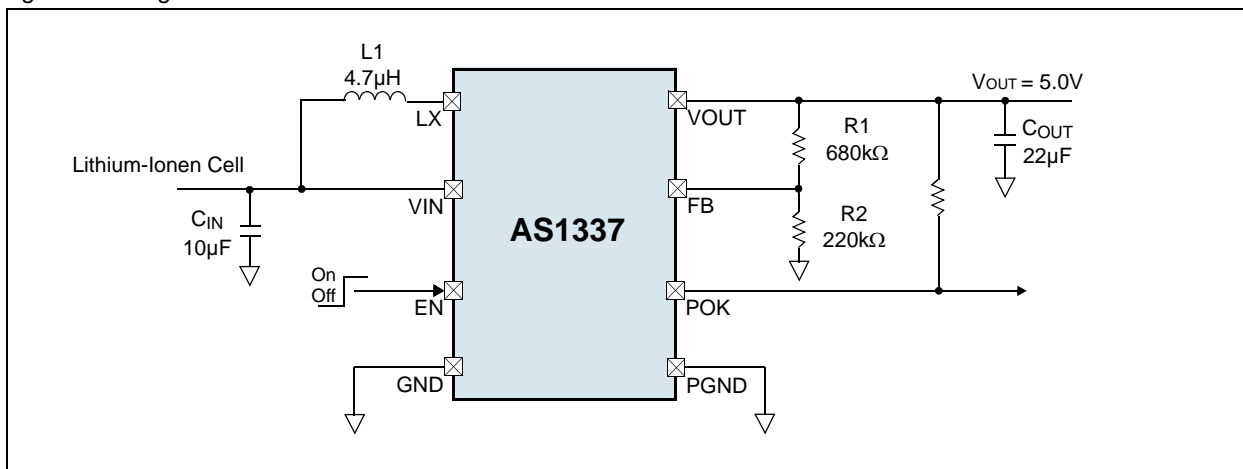 L1
4.7µH
LX
VOUT
VOUT = 5.0V
R1
680kΩ
COUT
22µF
Lithium-Ionen Cell
VIN
FB
CIN
10µF
AS1337
R2
220kΩ
On
Off
EN
POK
GND
PGND